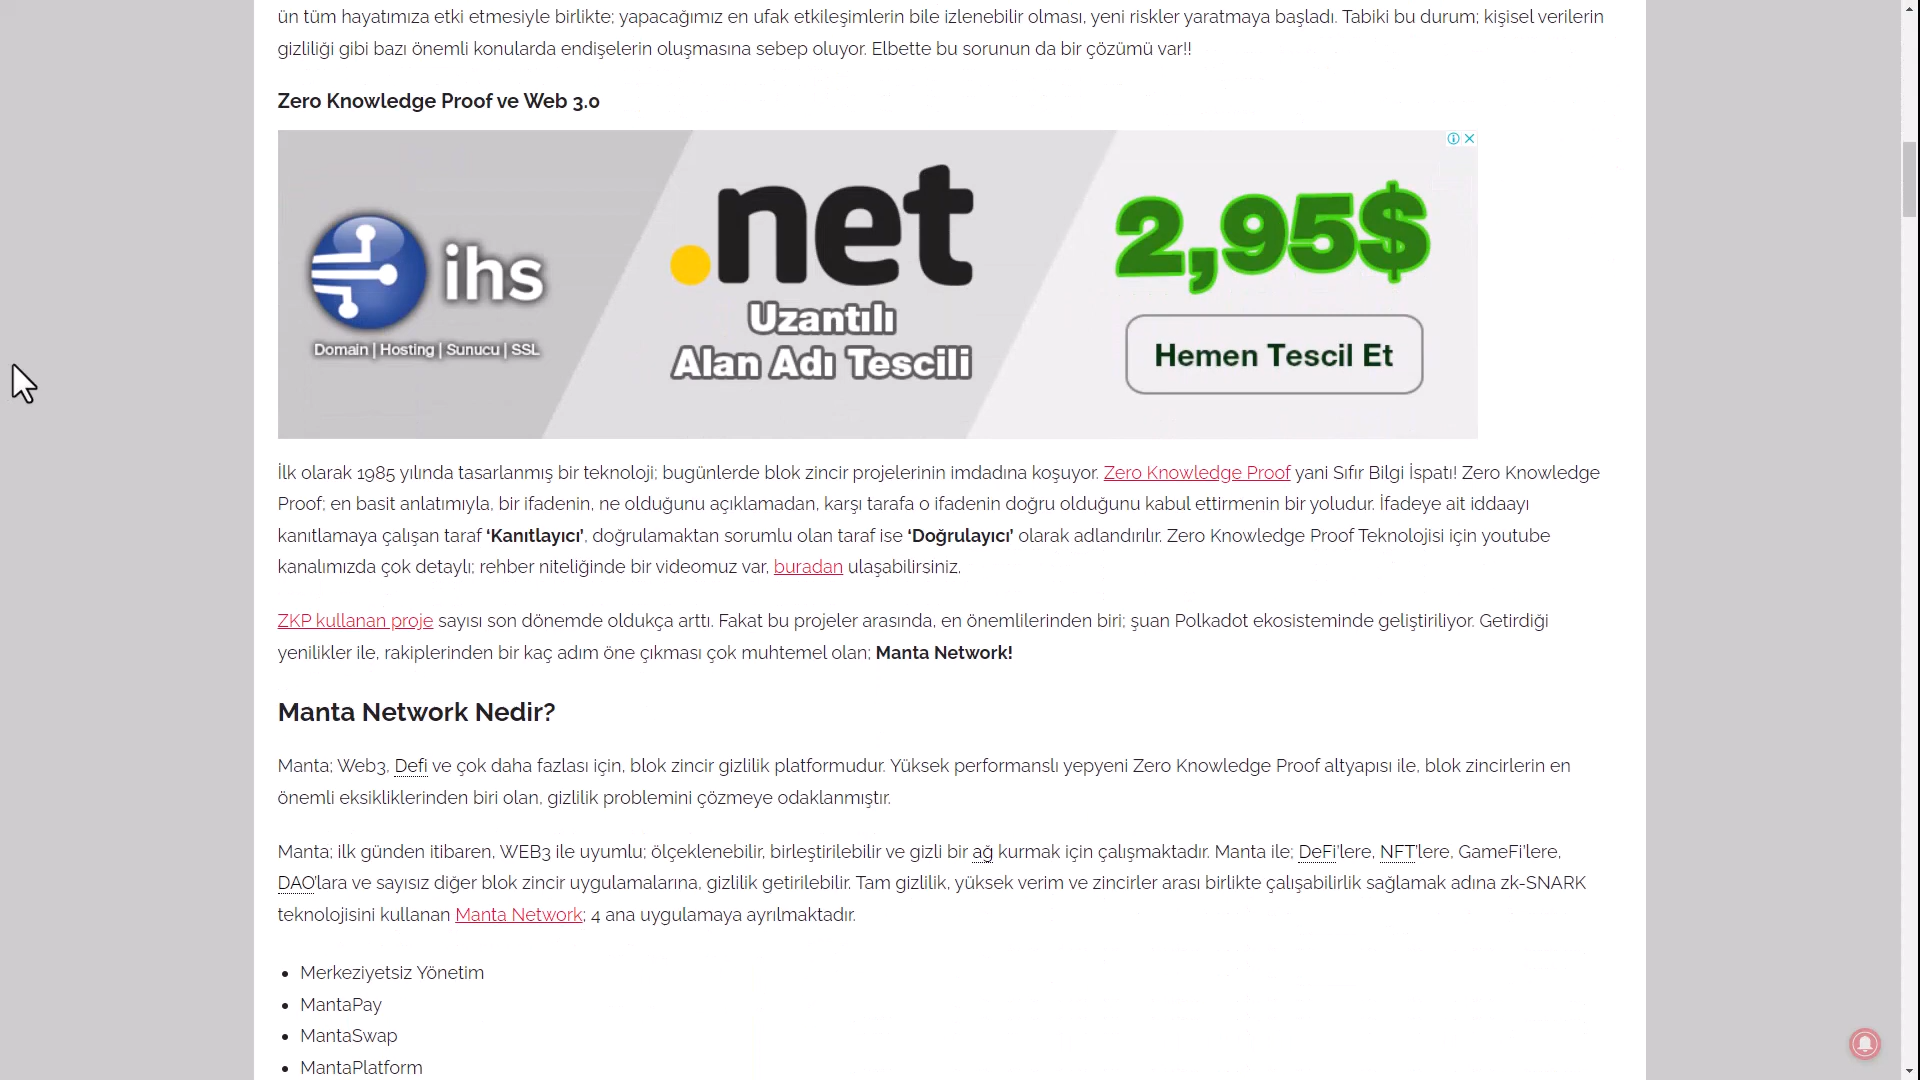 ün tüm hayatımıza etki etmesiyle birlikte; yapacağımız en ufak etkileşimlerin bile izlenebilir olması, yeni riskler yaratmaya başladı. Tabiki bu durum; kişisel verilerin
gizliliği gibi bazı önemli konularda endişelerin oluşmasına sebep oluyor. Elbette bu sorunun da bir çözümü var!!
Zero Knowledge Proof ve Web 3.0
ihs
Domain | Hosting | Sunucu | SSL
.net
Uzantılı
Alan Adı Tescili
2,95$
Hemen Tescil Et
İlk olarak 1985 yılında tasarlanmış bir teknoloji; bugünlerde blok zincir projelerinin imdadına koşuyor. Zero Knowledge Proof yani Sıfır Bilgi İspatı! Zero Knowledge
Proof; en basit anlatımıyla, bir ifadenin, ne olduğunu açıklamadan, karşı tarafa o ifadenin doğru olduğunu kabul ettirmenin bir yoludur. İfadeye ait iddaayı
kanıtlamaya çalışan taraf ‘Kanıtlayıcı’, doğrulamaktan sorumlu olan taraf ise ‘Doğrulayıcı’ olarak adlandırılır. Zero Knowledge Proof Teknolojisi için youtube
kanalımızda çok detaylı; rehber niteliğinde bir videomuz var, buradan ulaşabilirsiniz.
ZKP kullanan proje sayısı son dönemde oldukça arttı. Fakat bu projeler arasında, en önemlilerinden biri; şuan Polkadot ekosisteminde geliştiriliyor. Getirdiği
yenilikler ile, rakiplerinden bir kaç adım öne çıkması çok muhtemel olan; Manta Network!
Manta Network Nedir?
Manta; Web3, Defi ve çok daha fazlası için, blok zincir gizlilik platformudur. Yüksek performanslı yepyeni Zero Knowledge Proof altyapısı ile, blok zincirlerin en
önemli eksikliklerinden biri olan, gizlilik problemini çözmeye odaklanmıştır.
Manta; ilk günden itibaren, WEB3 ile uyumlu; ölçeklenebilir, birleştirilebilir ve gizli bir ağ kurmak için çalışmaktadır. Manta ile; DeFi’lere, NFT’lere, GameFi’lere,
DAO’lara ve sayısız diğer blok zincir uygulamalarına, gizlilik getirilebilir. Tam gizlilik, yüksek verim ve zincirler arası birlikte çalışabilirlik sağlamak adına zk-SNARK
teknolojisini kullanan Manta Network; 4 ana uygulamaya ayrılmaktadır.
• Merkeziyetsiz Yönetim
• MantaPay
• MantaSwap
• MantaPlatform